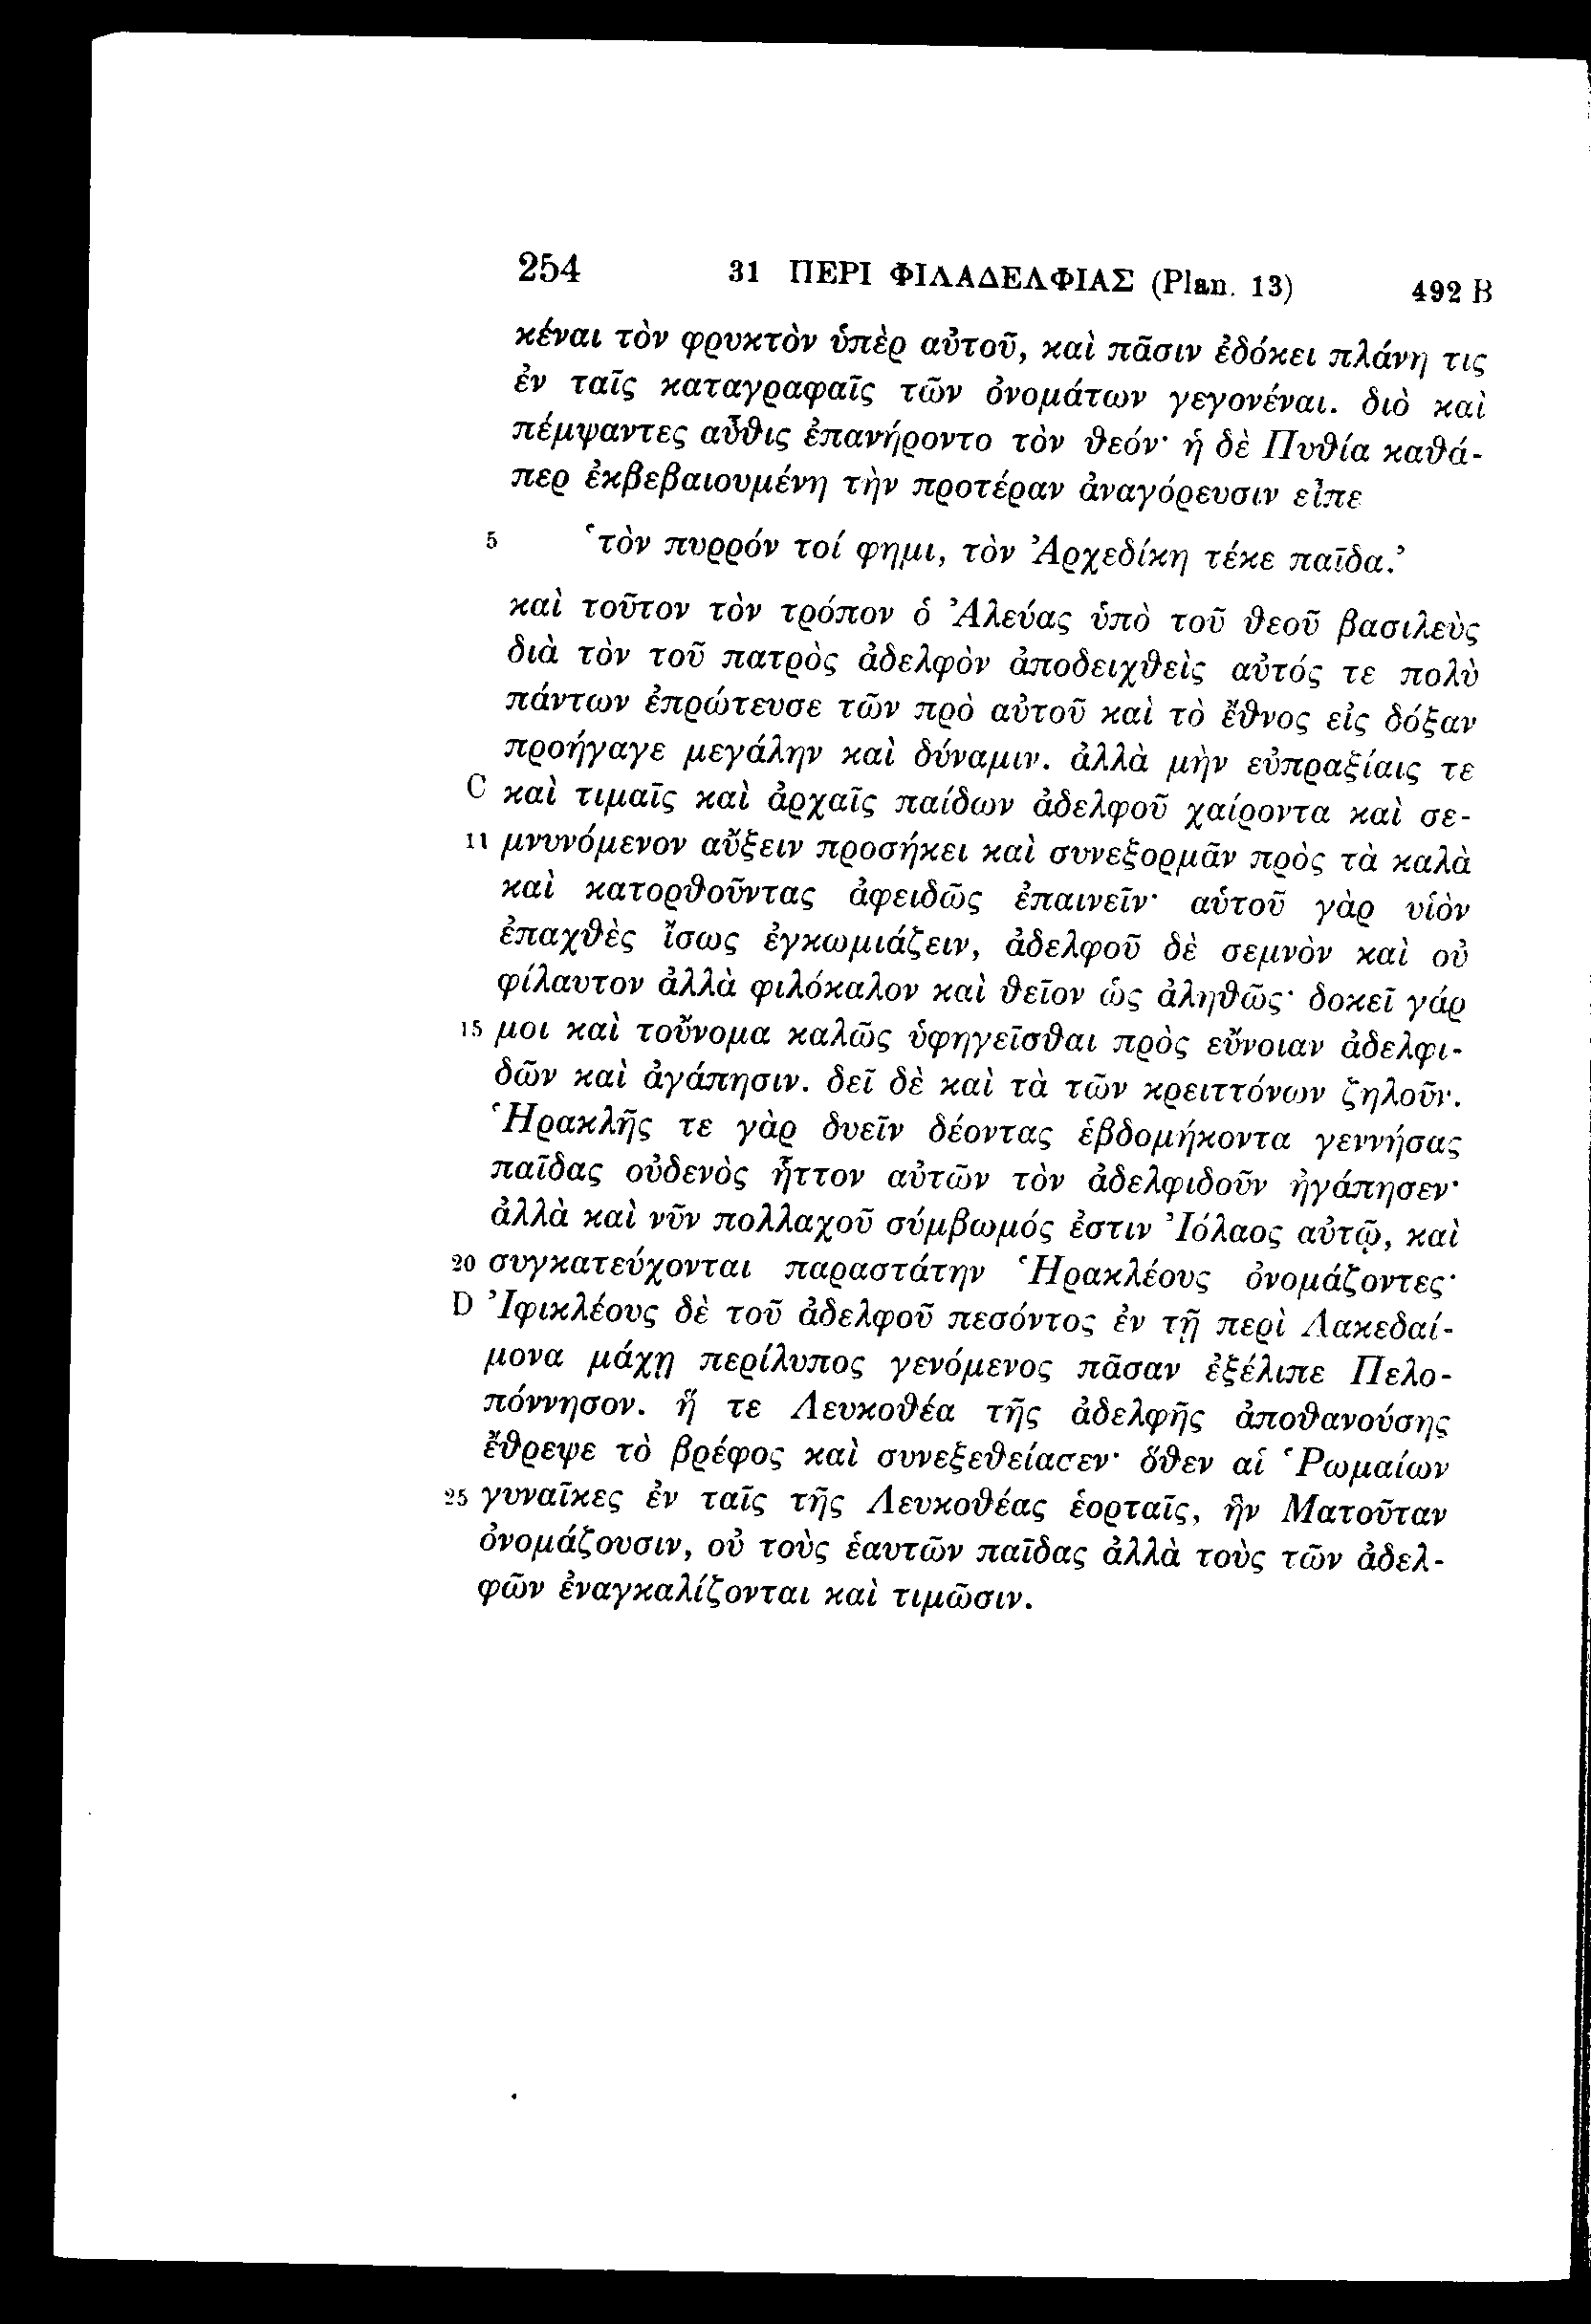 254 31 ΠΕΡΙ ΦΙΛΑΔΕΛΦΙΑΣ (Plan. 13) 492 B
κέναι τὸν φρυκτὸν ὑπὲρ αὐτοῦ, καὶ πᾶσιν ἐδόκει πλάνη τις
ἐν ταῖς καταγραφαῖς τῶν ὀνομάτων γεγονέναι. διὸ καὶ
πέμψαντες αὖθις ἐπανήροντο τὸν θεόν· ἡ δὲ Πυθία καθά-
περ ἐκβεβαιουμένη τὴν προτέραν ἀναγόρευσιν εἶπε
5 ‘τὸν πυρρόν τοί φημι, τὸν Ἀρχεδίκη τέκε παῖδα.’
καὶ τοῦτον τὸν τρόπον ὁ Ἀλεύας ὑπὸ τοῦ θεοῦ βασιλεὺς
διὰ τὸν τοῦ πατρὸς ἀδελφὸν ἀποδειχθεὶς αὐτός τε πολὺ
πάντων ἐπρώτευσε τῶν πρὸ αὐτοῦ καὶ τὸ ἔθνος εἰς δόξαν
προήγαγε μεγάλην καὶ δύναμιν. ἀλλὰ μὴν εὐπραξίαις τε
C καὶ τιμαῖς καὶ ἀρχαῖς παίδων ἀδελφοῦ χαίροντα καὶ σε-
11 μνυνόμενον αὔξειν προσήκει καὶ συνεξορμᾶν πρὸς τὰ καλὰ
καὶ κατορθοῦντας ἀφειδῶς ἐπαινεῖν· αὑτοῦ γὰρ υἱὸν
ἐπαχθὲς ἴσως ἐγκωμιάζειν, ἀδελφοῦ δὲ σεμνὸν καὶ οὐ
φίλαυτον ἀλλὰ φιλόκαλον καὶ θεῖον ὡς ἀληθῶς· δοκεῖ γάρ
15 μοι καὶ τοὔνομα καλῶς ὑφηγεῖσθαι πρὸς εὔνοιαν ἀδελφι-
δῶν καὶ ἀγάπησιν. δεῖ δὲ καὶ τὰ τῶν κρειττόνων ζηλοῦν.
Ἡρακλῆς τε γὰρ δυεῖν δέοντας ἑβδομήκοντα γεννήσας
παῖδας οὐδενὸς ἧττον αὐτῶν τὸν ἀδελφιδοῦν ἠγάπησεν·
ἀλλὰ καὶ νῦν πολλαχοῦ σύμβωμός ἐστιν Ἰόλαος αὐτῷ, καὶ
20 συγκατεύχονται παραστάτην Ἡρακλέους ὀνομάζοντες·
D Ἰφικλέους δὲ τοῦ ἀδελφοῦ πεσόντος ἐν τῇ περὶ Λακεδαί-
μονα μάχῃ περίλυπος γενόμενος πᾶσαν ἐξέλιπε Πελο-
πόννησον. ἥ τε Λευκοθέα τῆς ἀδελφῆς ἀποθανούσης
ἔθρεψε τὸ βρέφος καὶ συνεξεθείασεν· ὅθεν αἱ Ῥωμαίων
25 γυναῖκες ἐν ταῖς τῆς Λευκοθέας ἑορταῖς, ἣν Ματοῦταν
ὀνομάζουσιν, οὐ τοὺς ἑαυτῶν παῖδας ἀλλὰ τοὺς τῶν ἀδελ-
φῶν ἐναγκαλίζονται καὶ τιμῶσιν.